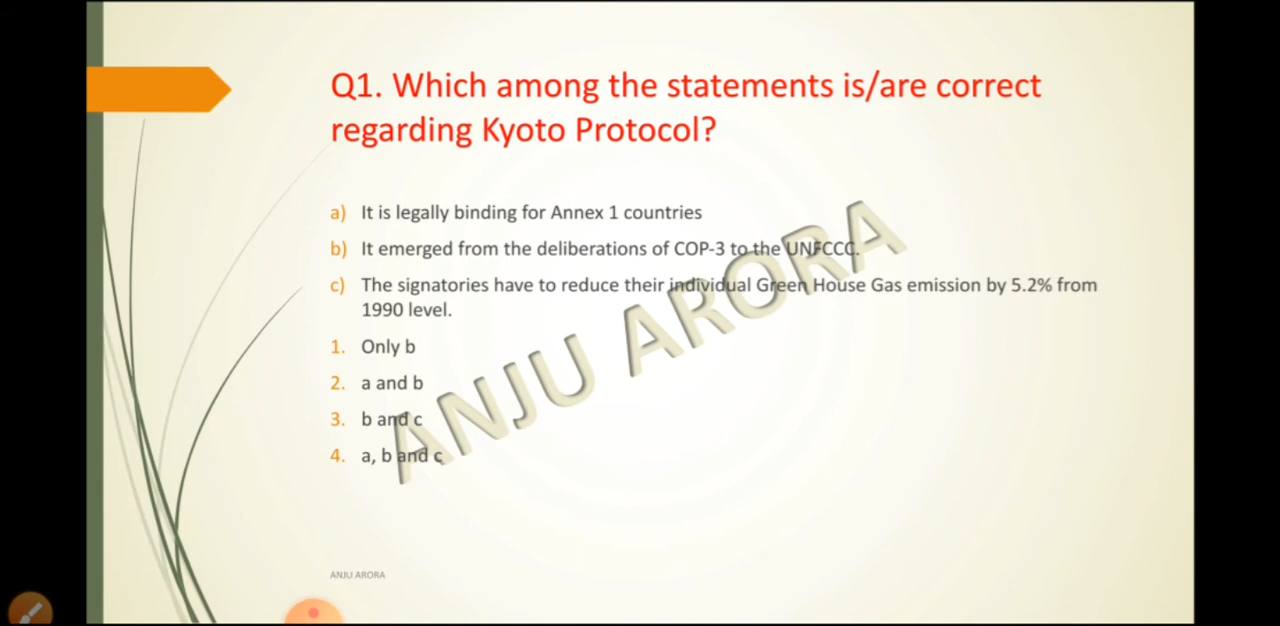 Q1. Which among the statements is/are correct
regarding Kyoto Protocol?
a) It is legally binding for Annex 1 countries
b) It emerged from the deliberations of COP-3 to the UNFCCC.
c) The signatories have to reduce their individual Green House Gas emission by 5.2% from
1990 level.
1. Only b
2. a and b
3. b and c
4. a, b and c
ANJU ARORA
ANJU ARORA